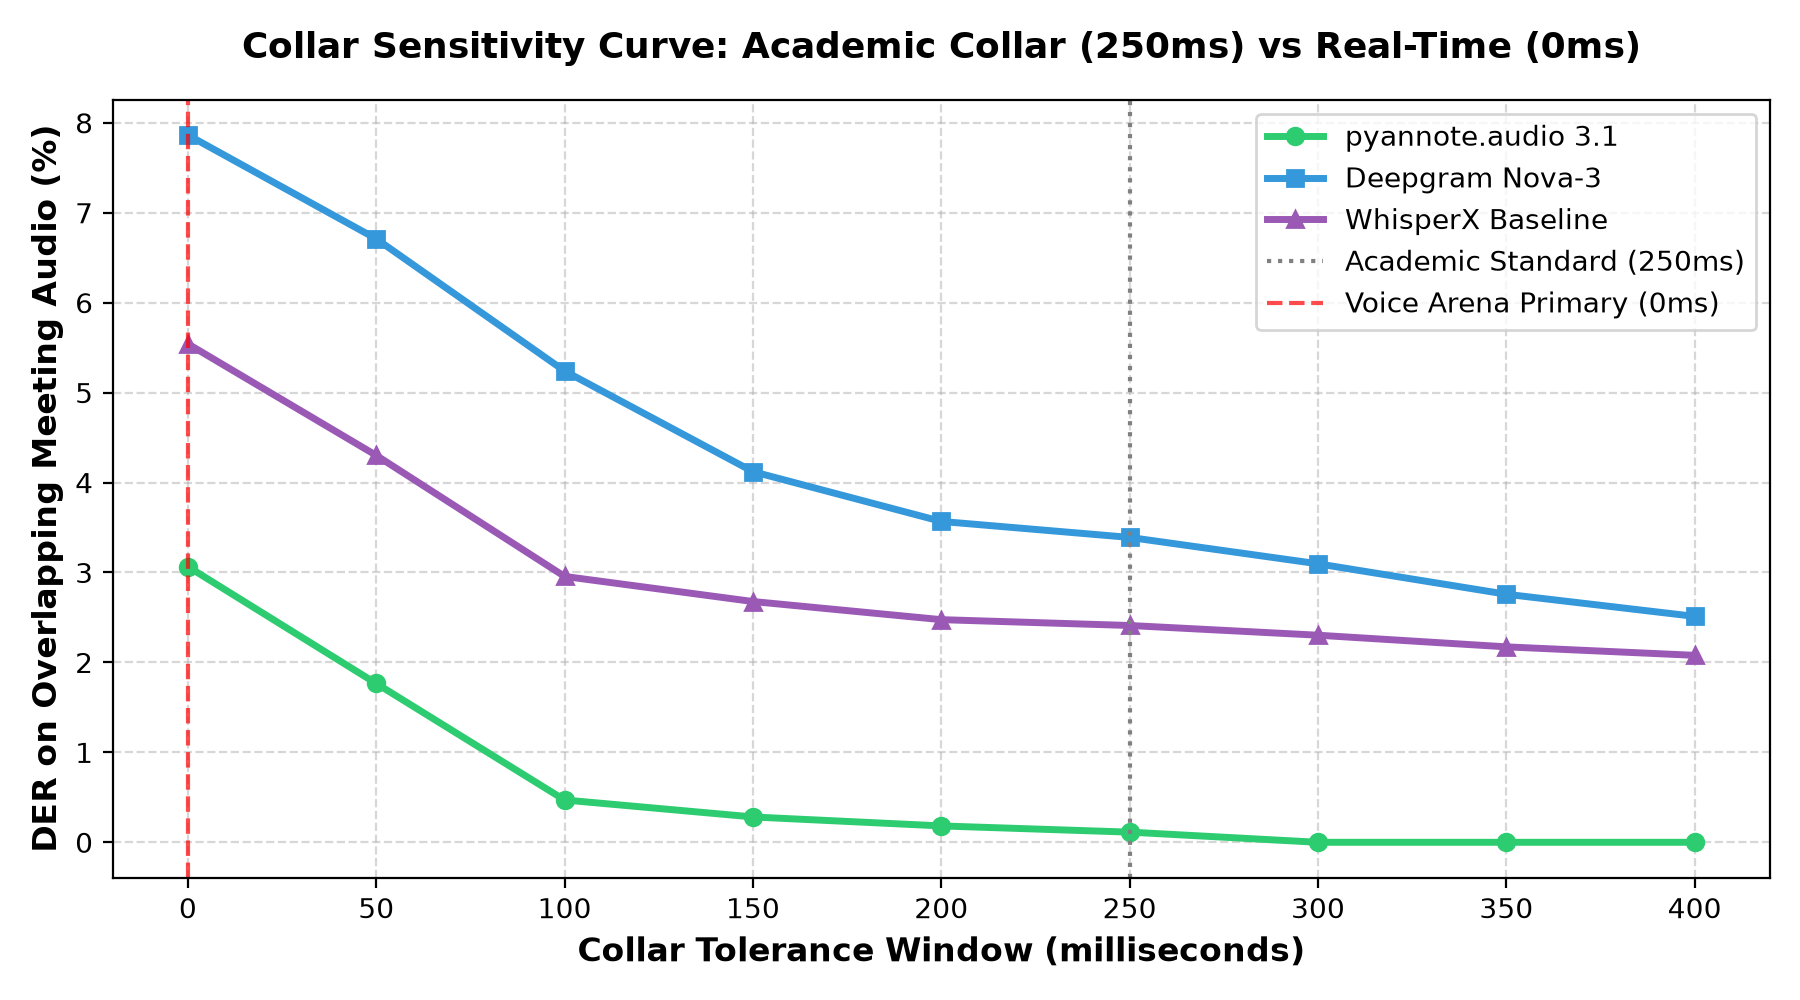 Collar Sensitivity Curve: Academic Collar (250ms) vs Real-Time (0ms)
DER on Overlapping Meeting Audio (%)
8
7
6
5
4
3
2
1
0
pyannote.audio 3.1
Deepgram Nova-3
WhisperX Baseline
Academic Standard (250ms)
Voice Arena Primary (0ms)
0 50 100 150 200 250 300 350 400
Collar Tolerance Window (milliseconds)